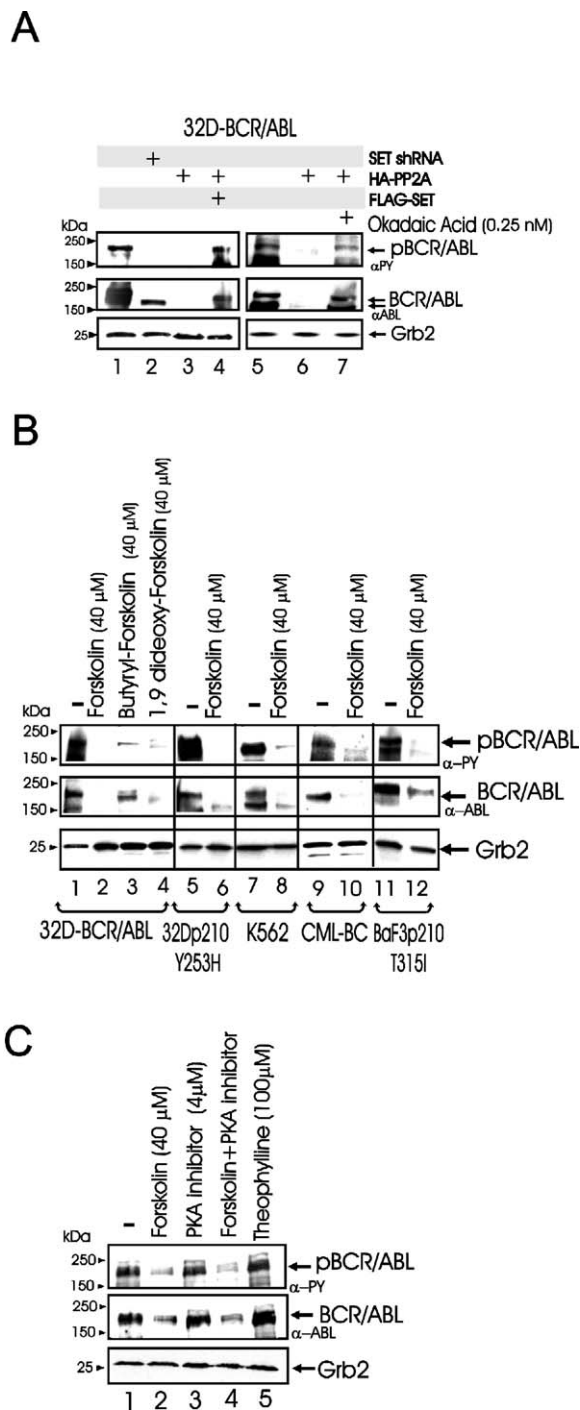 A
32D-BCR/ABL
+ SET shRNA
+ + + + HA-PP2A
+ FLAG-SET
+ Okadaic Acid (0.25 nM)
kDa
250
150
pBCR/ABL
αPY
250
150
BCR/ABL
αABL
25
Grb2
1 2 3 4 5 6 7
B
– Forskolin (40 μM) Butyryl-Forskolin (40 μM) 1,9 dideoxy-Forskolin (40 μM) – Forskolin (40 μM) – Forskolin (40 μM) – Forskolin (40 μM) – Forskolin (40 μM)
kDa
250
150
pBCR/ABL
α–PY
250
150
BCR/ABL
α–ABL
25
Grb2
1 2 3 4 5 6 7 8 9 10 11 12
32D-BCR/ABL 32Dp210 K562 CML-BC BaF3p210
Y253H T315I
C
– Forskolin (40 μM) PKA inhibitor (4μM) Forskolin+PKA inhibitor Theophylline (100μM)
kDa
250
150
pBCR/ABL
α–PY
250
150
BCR/ABL
α–ABL
25
Grb2
1 2 3 4 5